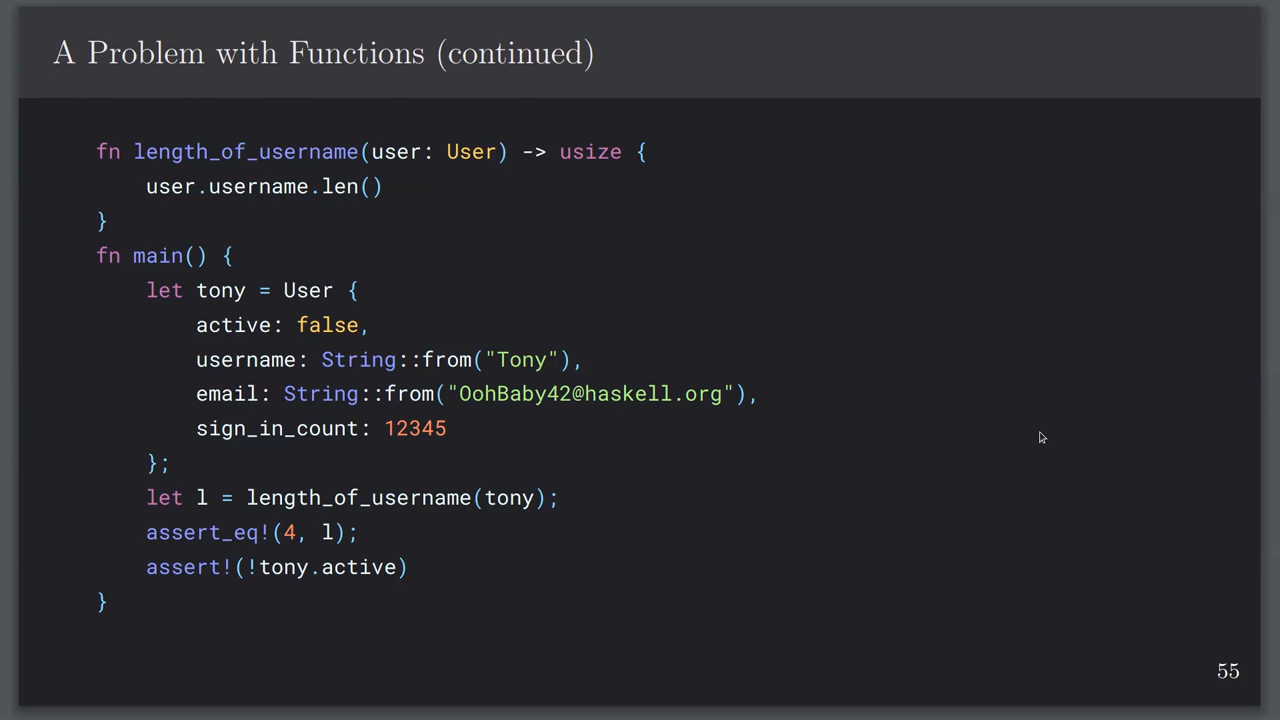 A Problem with Functions (continued)
fn length_of_username(user: User) -> usize {
    user.username.len()
}
fn main() {
    let tony = User {
        active: false,
        username: String::from("Tony"),
        email: String::from("OohBaby42@haskell.org"),
        sign_in_count: 12345
    };
    let l = length_of_username(tony);
    assert_eq!(4, l);
    assert!(!tony.active)
}
55